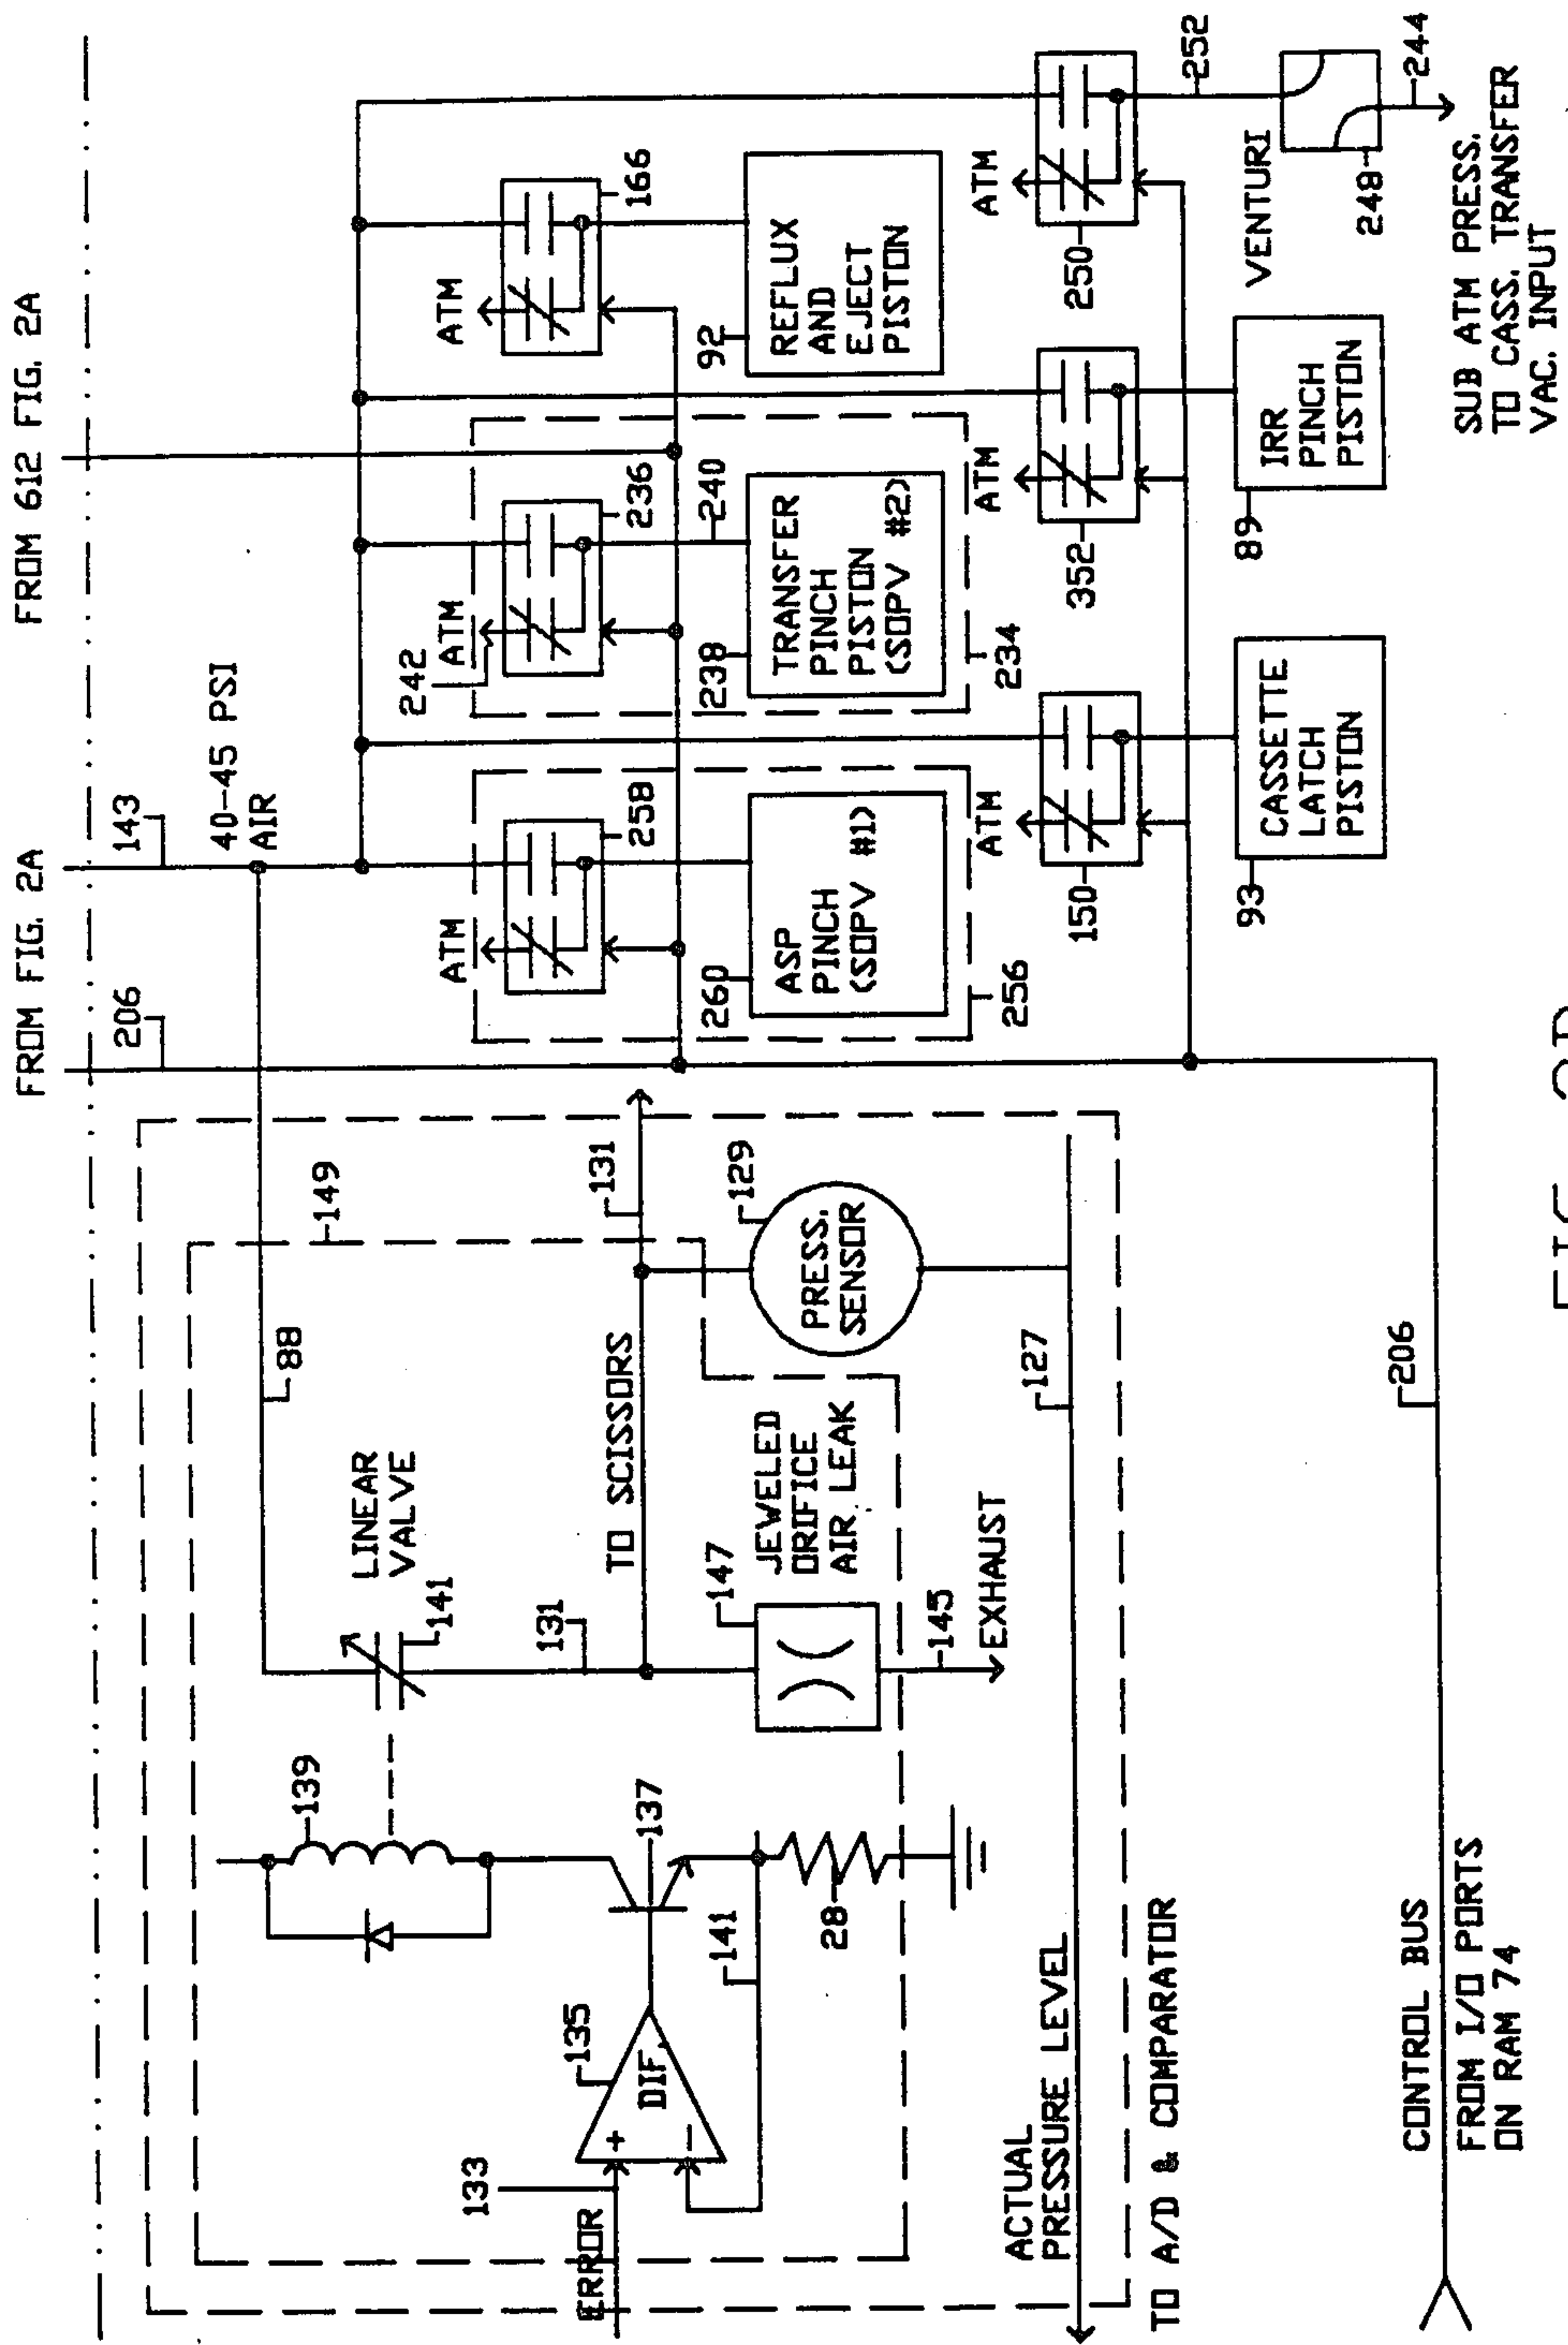 FROM FIG. 2A
FROM 612 FIG. 2A
206
143
40-45 PSI
AIR
149
88
139
LINEAR
VALVE
141
131
TO SCISSORS
131
133
ERROR
135
DIF.
+
-
137
141
28
147
JEWELED
ORIFICE
AIR LEAK
145
EXHAUST
129
PRESS.
SENSOR
127
ACTUAL
PRESSURE LEVEL
TO A/D & COMPARATOR
CONTROL BUS
FROM I/O PORTS
ON RAM 74
206
ATM
258
260
ASP
PINCH
(SOPV #1)
256
242
ATM
236
240
238
TRANSFER
PINCH
PISTON
(SOPV #2)
234
ATM
166
92
REFLUX
AND
EJECT
PISTON
ATM
150
93
CASSETTE
LATCH
PISTON
ATM
352
89
IRR
PINCH
PISTON
ATM
250
252
VENTURI
248
244
SUB ATM PRESS.
TO CASS. TRANSFER
VAC. INPUT